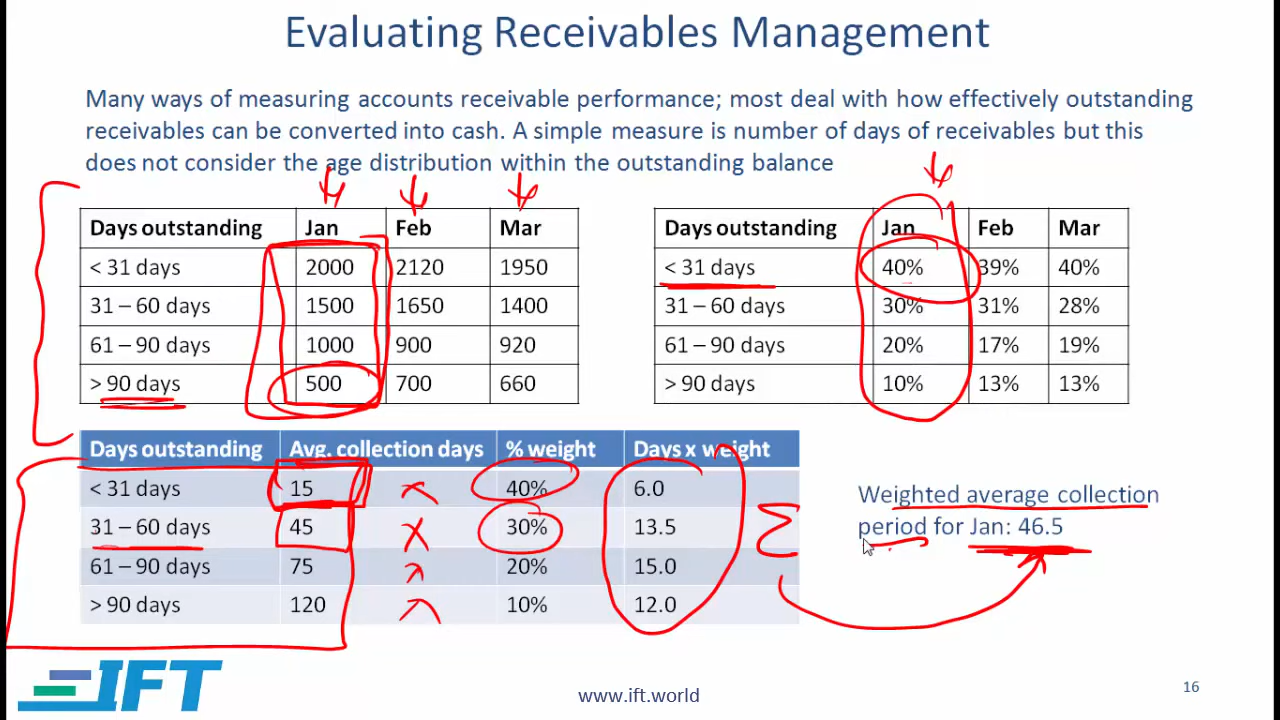 Evaluating Receivables Management
Many ways of measuring accounts receivable performance; most deal with how effectively outstanding
receivables can be converted into cash. A simple measure is number of days of receivables but this
does not consider the age distribution within the outstanding balance
Days outstanding Jan Feb Mar
< 31 days 2000 2120 1950
31 – 60 days 1500 1650 1400
61 – 90 days 1000 900 920
> 90 days 500 700 660
Days outstanding Jan Feb Mar
< 31 days 40% 39% 40%
31 – 60 days 30% 31% 28%
61 – 90 days 20% 17% 19%
> 90 days 10% 13% 13%
Days outstanding Avg. collection days % weight Days x weight
< 31 days 15 x 40% 6.0
31 – 60 days 45 x 30% 13.5 Σ
61 – 90 days 75 x 20% 15.0
> 90 days 120 x 10% 12.0
Weighted average collection
period for Jan: 46.5
IFT
www.ift.world
16